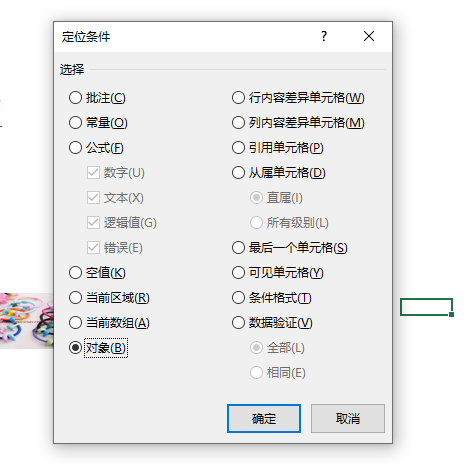 定位条件
?
选择
批注(C)
常量(O)
公式(F)
数字(U)
文本(X)
逻辑值(G)
错误(E)
空值(K)
当前区域(R)
当前数组(A)
对象(B)
行内容差异单元格(W)
列内容差异单元格(M)
引用单元格(P)
从属单元格(D)
直属(I)
所有级别(L)
最后一个单元格(S)
可见单元格(Y)
条件格式(T)
数据验证(V)
全部(L)
相同(E)
确定
取消